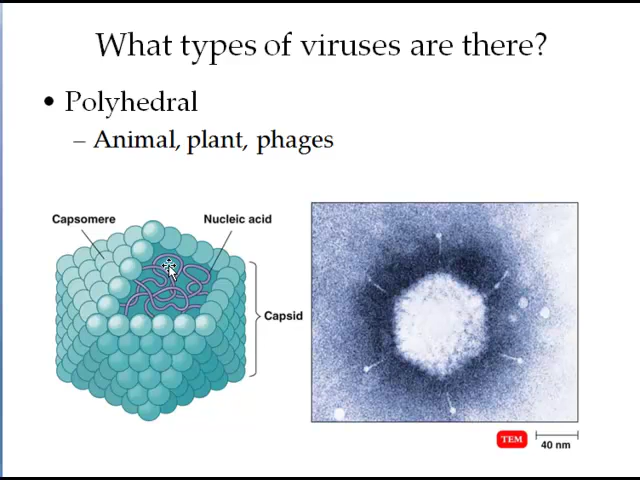 What types of viruses are there?
• Polyhedral
– Animal, plant, phages
Capsomere
Nucleic acid
Capsid
TEM
40 nm